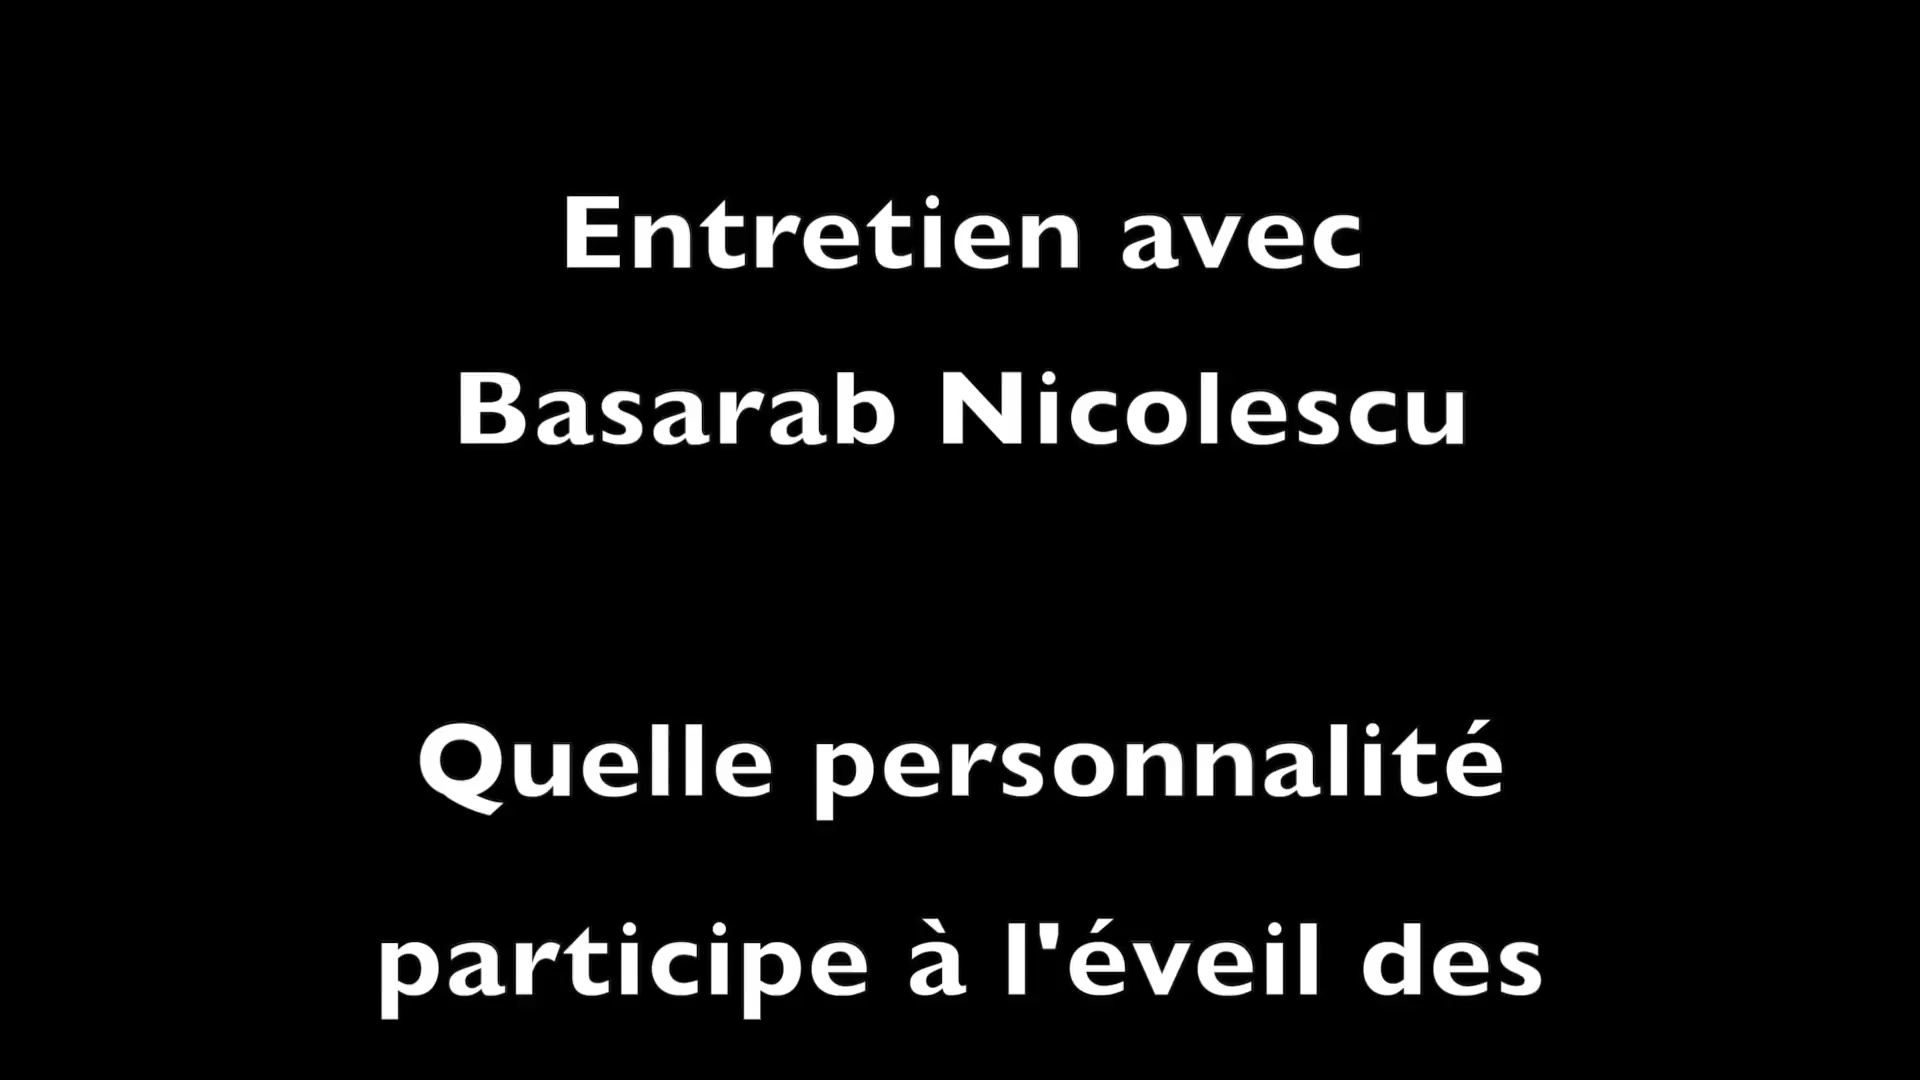 Entretien avec
Basarab Nicolescu
Quelle personnalité
participe à l'éveil des